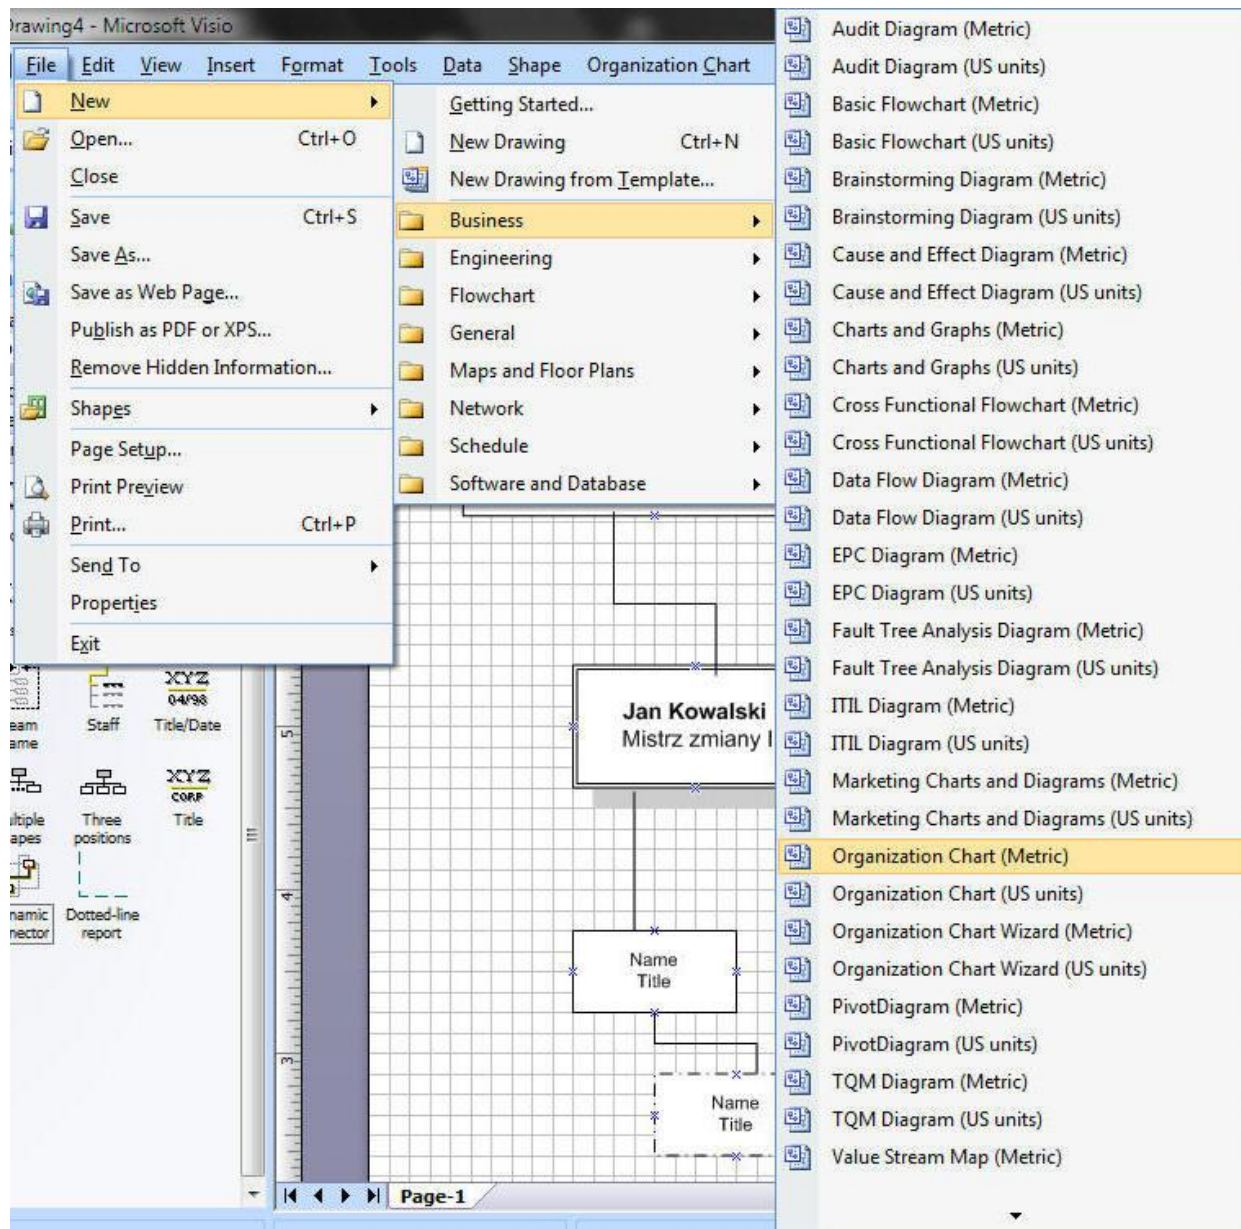 Drawing4 - Microsoft Visio
File Edit View Insert Format Tools Data Shape Organization Chart
New
Open... Ctrl+O
Close
Save Ctrl+S
Save As...
Save as Web Page...
Publish as PDF or XPS...
Remove Hidden Information...
Shapes
Page Setup...
Print Preview
Print... Ctrl+P
Send To
Properties
Exit
Getting Started...
New Drawing Ctrl+N
New Drawing from Template...
Business
Engineering
Flowchart
General
Maps and Floor Plans
Network
Schedule
Software and Database
Audit Diagram (Metric)
Audit Diagram (US units)
Basic Flowchart (Metric)
Basic Flowchart (US units)
Brainstorming Diagram (Metric)
Brainstorming Diagram (US units)
Cause and Effect Diagram (Metric)
Cause and Effect Diagram (US units)
Charts and Graphs (Metric)
Charts and Graphs (US units)
Cross Functional Flowchart (Metric)
Cross Functional Flowchart (US units)
Data Flow Diagram (Metric)
Data Flow Diagram (US units)
EPC Diagram (Metric)
EPC Diagram (US units)
Fault Tree Analysis Diagram (Metric)
Fault Tree Analysis Diagram (US units)
ITIL Diagram (Metric)
ITIL Diagram (US units)
Marketing Charts and Diagrams (Metric)
Marketing Charts and Diagrams (US units)
Organization Chart (Metric)
Organization Chart (US units)
Organization Chart Wizard (Metric)
Organization Chart Wizard (US units)
PivotDiagram (Metric)
PivotDiagram (US units)
TQM Diagram (Metric)
TQM Diagram (US units)
Value Stream Map (Metric)
XYZ
04/98
Staff Title/Date
XYZ
CORP
Three Title
positions
Dotted-line
report
5
4
3
Jan Kowalski
Mistrz zmiany I
Name
Title
Name
Title
Page-1